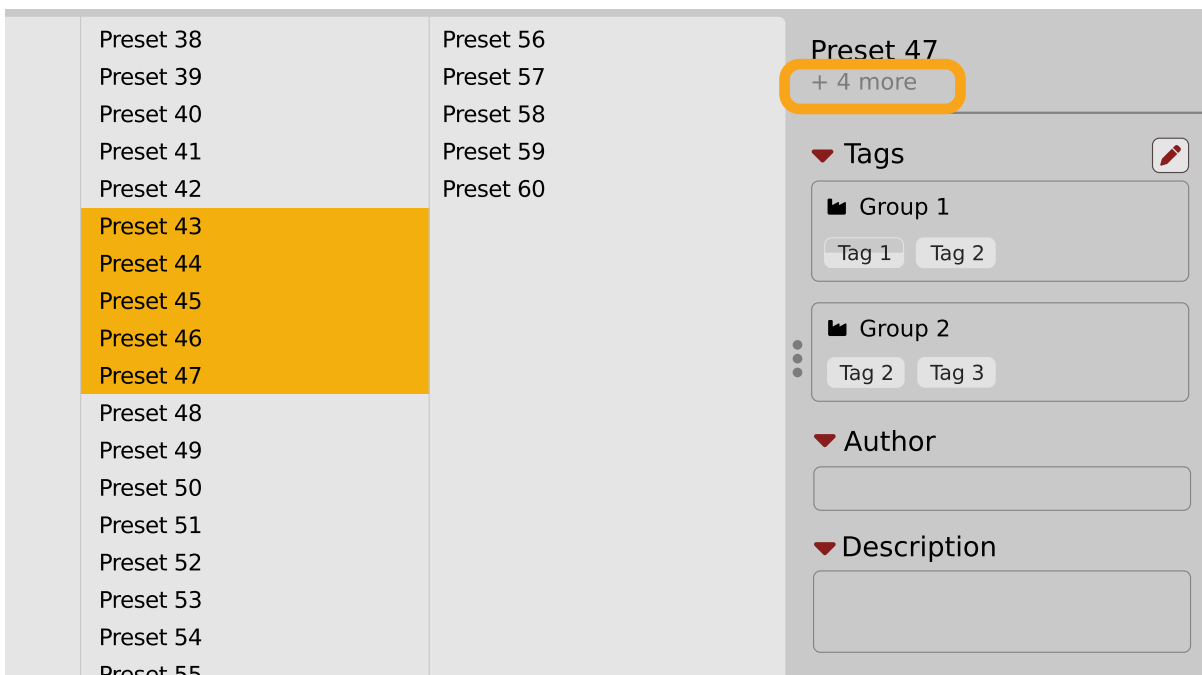 Preset 38
Preset 39
Preset 40
Preset 41
Preset 42
Preset 43
Preset 44
Preset 45
Preset 46
Preset 47
Preset 48
Preset 49
Preset 50
Preset 51
Preset 52
Preset 53
Preset 54
Preset 55
Preset 56
Preset 57
Preset 58
Preset 59
Preset 60
Preset 47
+ 4 more
Tags
Group 1
Tag 1 Tag 2
Group 2
Tag 2 Tag 3
Author
Description